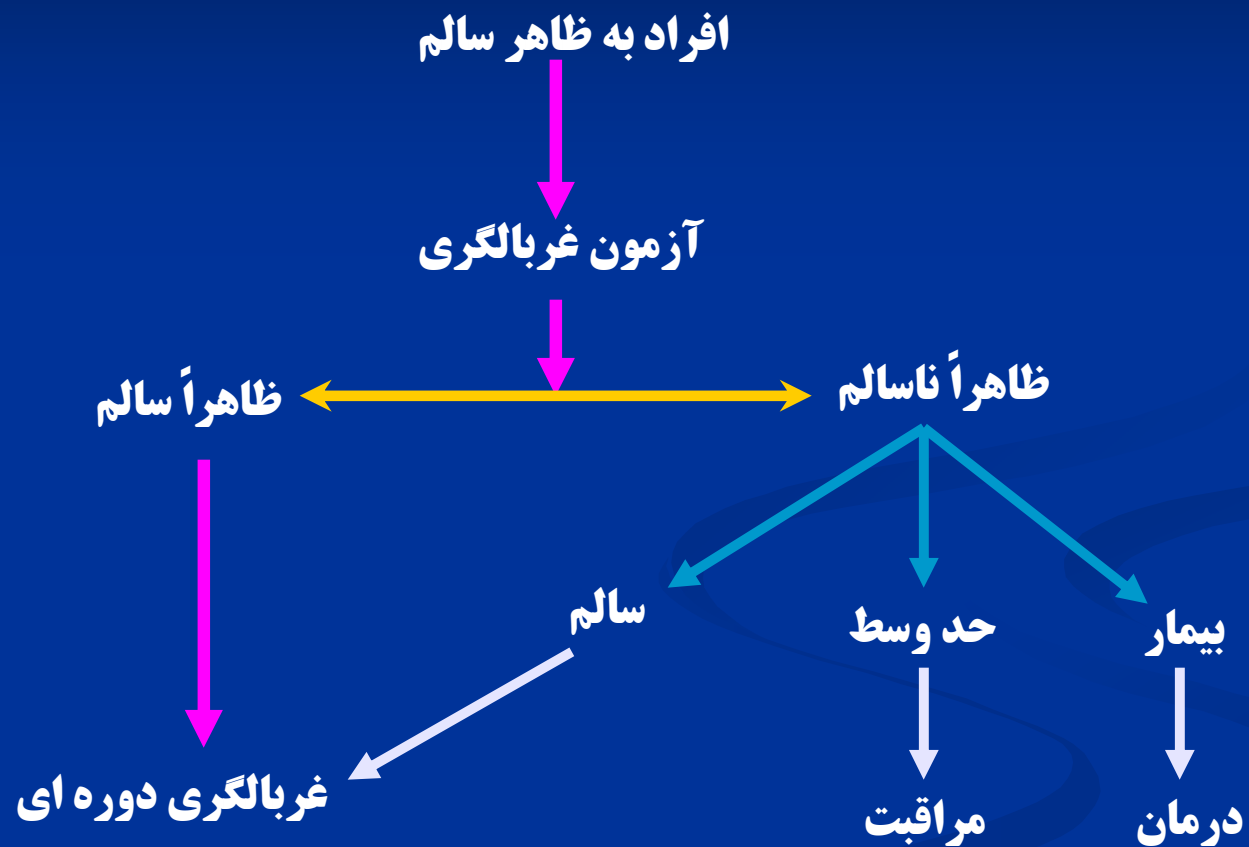 افراد به ظاهر سالم
آزمون غربالگری
ظاهراً ناسالم
ظاهراً سالم
سالم
حد وسط
بیمار
غربالگری دوره ای
مراقبت
درمان